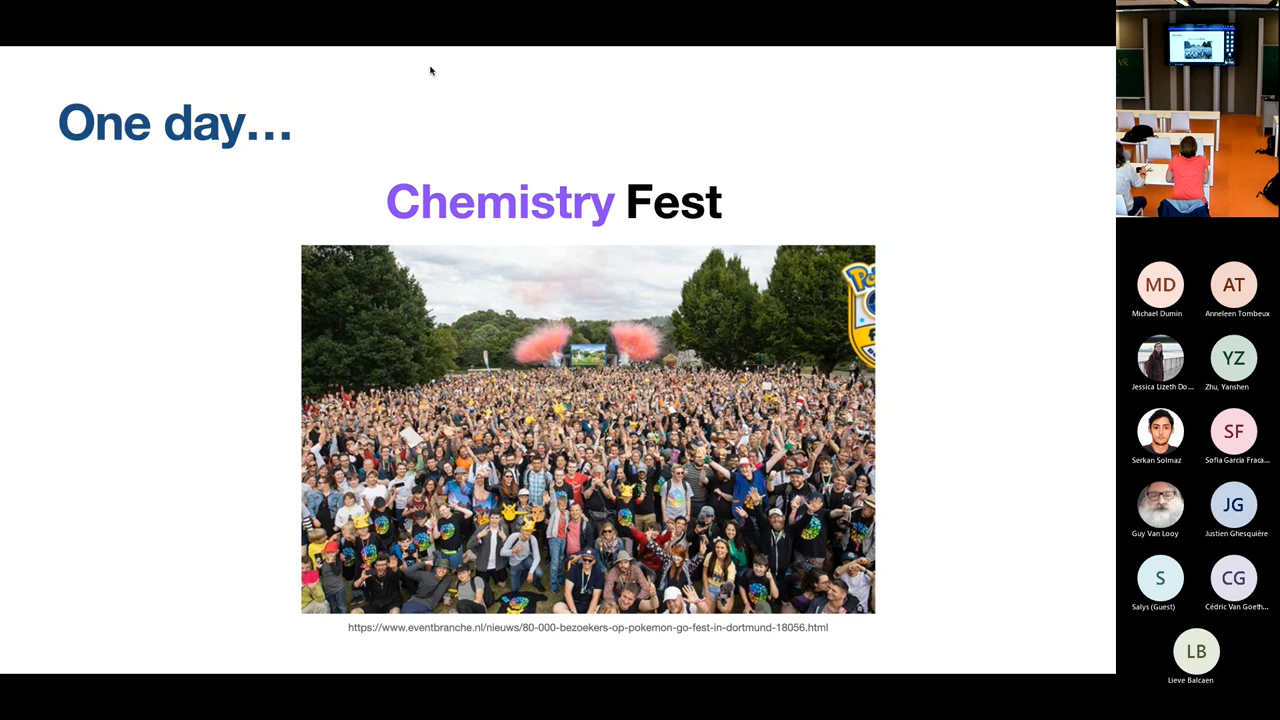 One day...
Chemistry Fest
https://www.eventbranche.nl/nieuws/80-000-bezoekers-op-pokemon-go-fest-in-dortmund-18056.html
MD
Michael Dumin
AT
Anneleen Tombeux
Jessica Lizeth Do...
YZ
Zhu, Yanshen
Serkan Solmaz
SF
Sofia Garcia Fraca...
Guy Van Looy
JG
Justien Ghesquière
S
Salys (Guest)
CG
Cédric Van Goeth...
LB
Lieve Balcaen